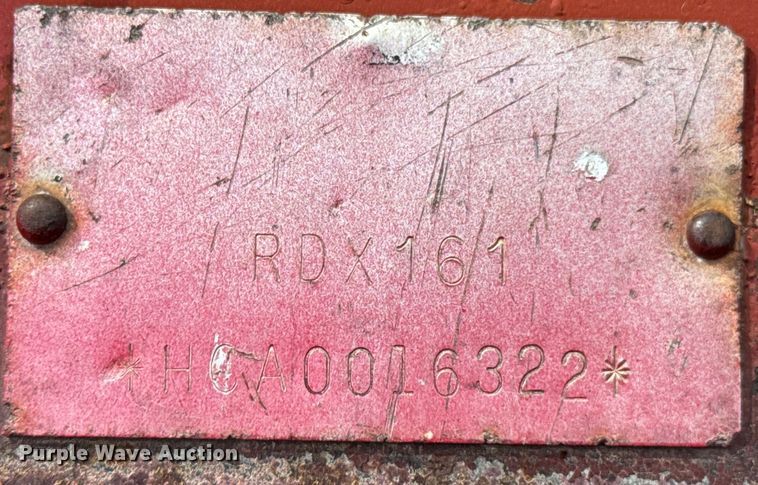 RDX161
*HCA0016322*
Purple Wave Auction